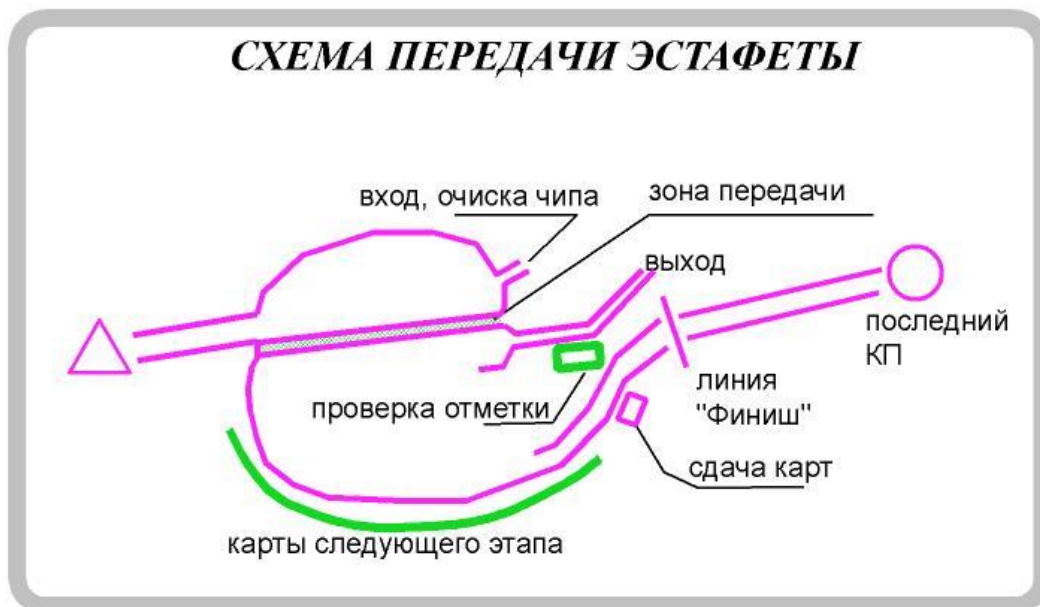 СХЕМА ПЕРЕДАЧИ ЭСТАФЕТЫ
вход, очиска чипа
зона передачи
выход
последний
КП
линия
"Финиш"
проверка отметки
сдача карт
карты следующего этапа